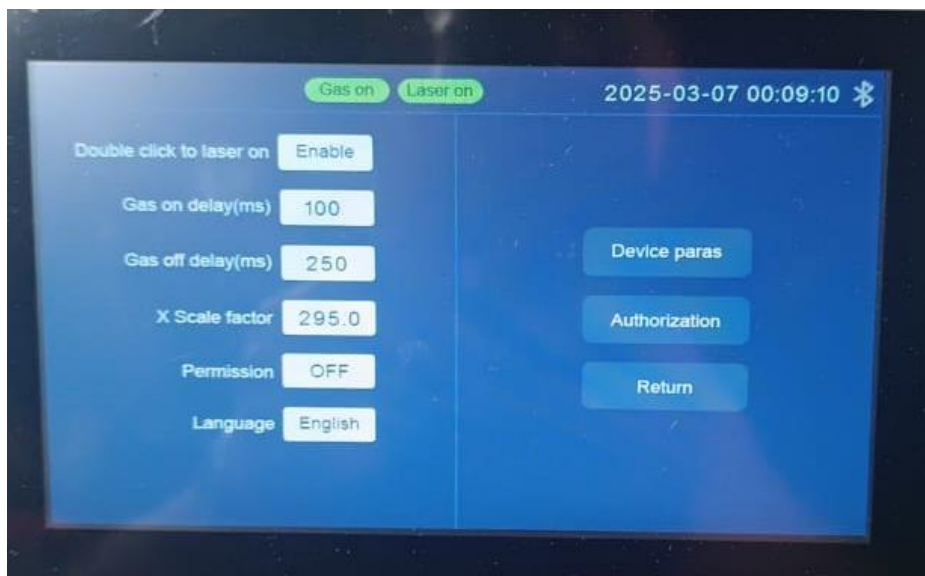 Gas on Laser on 2025-03-07 00:09:10
Double click to laser on Enable
Gas on delay(ms) 100
Gas off delay(ms) 250
X Scale factor 295.0
Permission OFF
Language English
Device paras
Authorization
Return